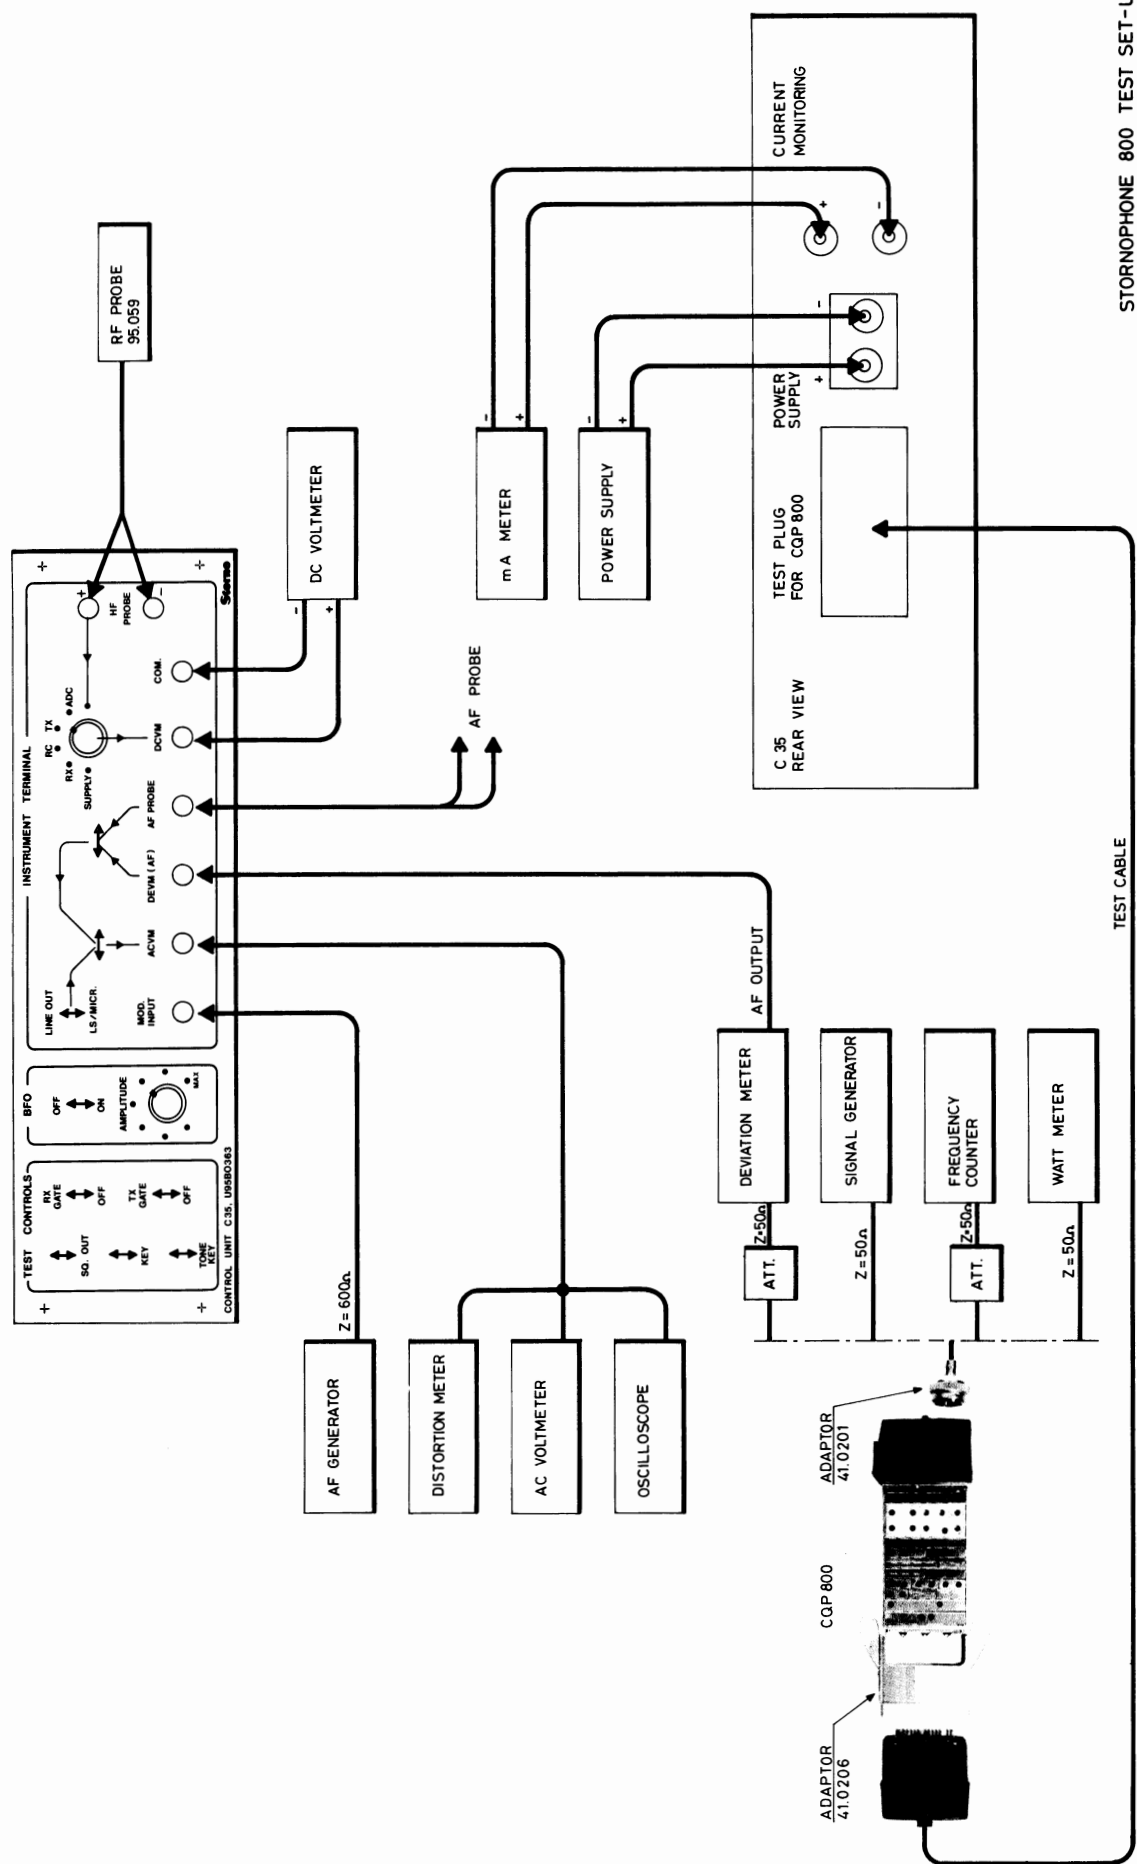 TEST CONTROLS
SQ. OUT
KEY
TONE
KEY
RX
GATE
OFF
TX
GATE
OFF
CONTROL UNIT C35, U95B0363
BFO
OFF
ON
AMPLITUDE
MAX
INSTRUMENT TERMINAL
LINE OUT
LS/MICR.
MOD.
INPUT
ACVM
DEVM (AF)
AF PROBE
DCVM
COM.
SUPPLY
RX
RC
TX
ADC
+
HF
PROBE
-
Storno
RF PROBE
95.059
AF GENERATOR
Z = 600Ω
DISTORTION METER
AC VOLTMETER
OSCILLOSCOPE
DC VOLTMETER
-
+
AF PROBE
mA METER
-
+
POWER SUPPLY
-
+
DEVIATION METER
AF OUTPUT
Z=50Ω
ATT.
SIGNAL GENERATOR
Z = 50Ω
FREQUENCY
COUNTER
Z=50Ω
ATT.
WATT METER
Z = 50Ω
C 35
REAR VIEW
TEST PLUG
FOR CQP 800
POWER
SUPPLY
+
-
CURRENT
MONITORING
+
-
ADAPTOR
41.0206
CQP 800
ADAPTOR
41.0201
TEST CABLE
STORNOPHONE 800 TEST SET-U